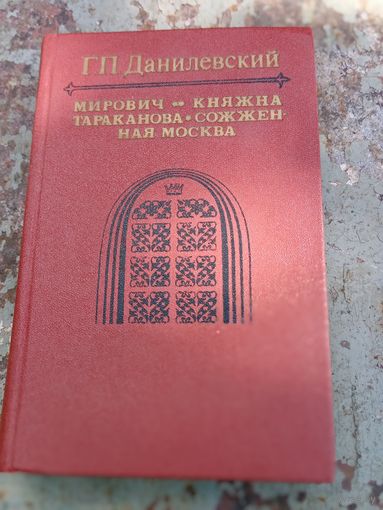 Г.П Данилевский
МИРОВИЧ •• КНЯЖНА
ТАРАКАНОВА • СОЖЖЕН
НАЯ МОСКВА